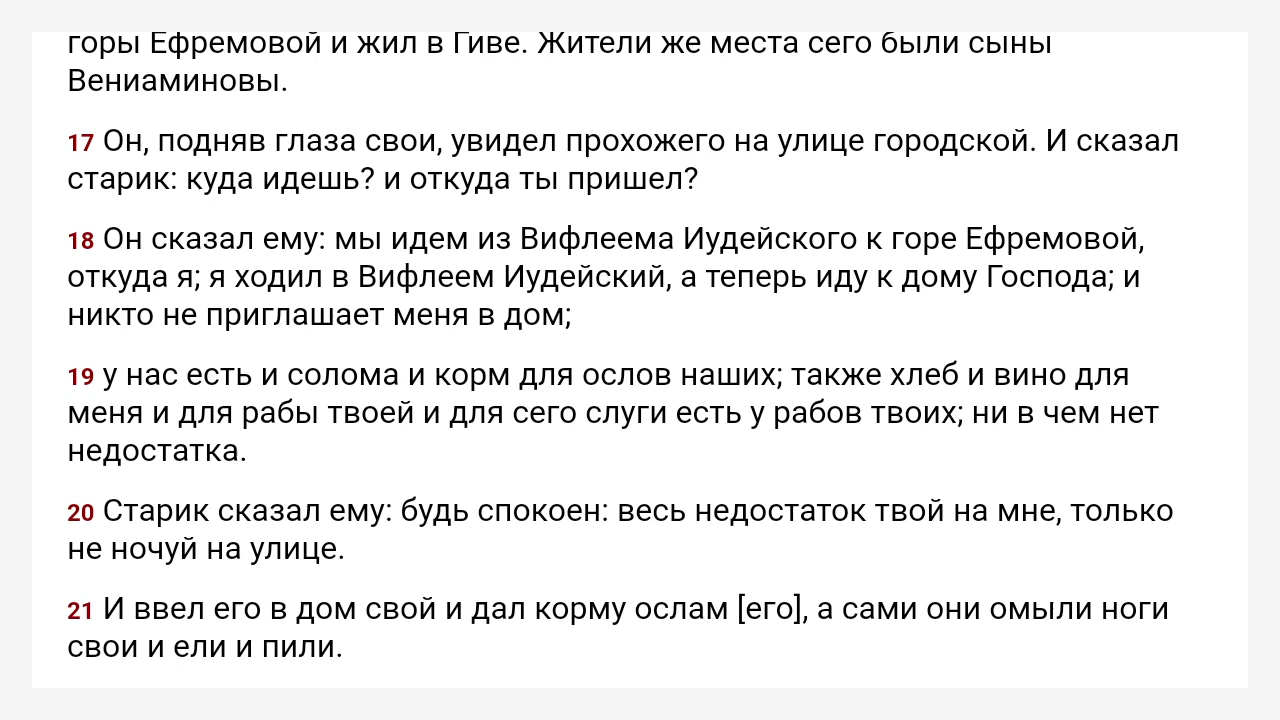 горы Ефремовой и жил в Гиве. Жители же места сего были сыны
Вениаминовы.
17 Он, подняв глаза свои, увидел прохожего на улице городской. И сказал
старик: куда идешь? и откуда ты пришел?
18 Он сказал ему: мы идем из Вифлеема Иудейского к горе Ефремовой,
откуда я; я ходил в Вифлеем Иудейский, а теперь иду к дому Господа; и
никто не приглашает меня в дом;
19 у нас есть и солома и корм для ослов наших; также хлеб и вино для
меня и для рабы твоей и для сего слуги есть у рабов твоих; ни в чем нет
недостатка.
20 Старик сказал ему: будь спокоен: весь недостаток твой на мне, только
не ночуй на улице.
21 И ввел его в дом свой и дал корму ослам [его], а сами они омыли ноги
свои и ели и пили.